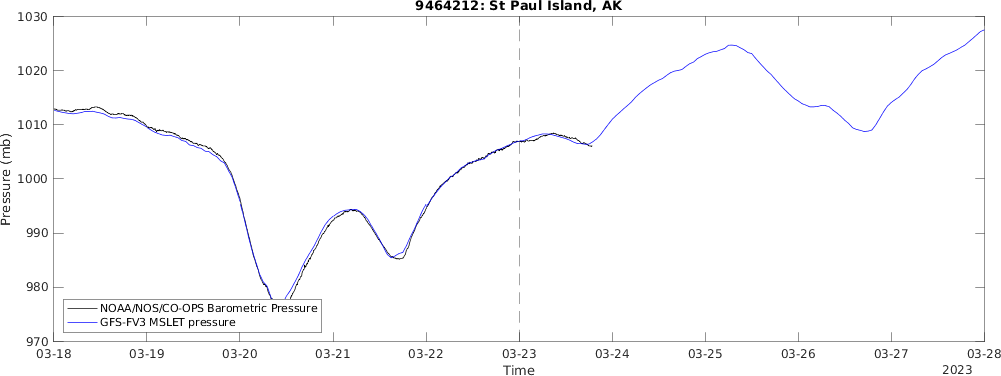 9464212: St Paul Island, AK
1030
1020
1010
1000
990
980
970
Pressure (mb)
NOAA/NOS/CO-OPS Barometric Pressure
GFS-FV3 MSLET pressure
03-18 03-19 03-20 03-21 03-22 03-23 03-24 03-25 03-26 03-27 03-28
Time
2023